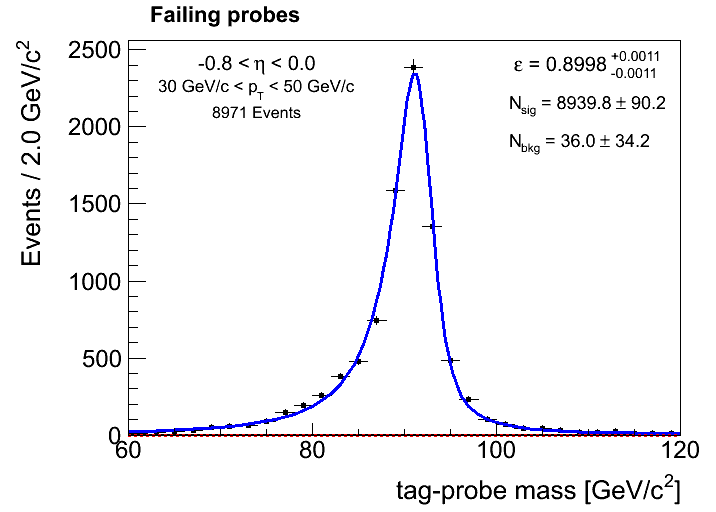 Failing probes
-0.8 < η < 0.0
30 GeV/c < p_T < 50 GeV/c
8971 Events
ε = 0.8998 +0.0011 -0.0011
N_sig = 8939.8 ± 90.2
N_bkg = 36.0 ± 34.2
Events / 2.0 GeV/c²
2500
2000
1500
1000
500
0
60 80 100 120
tag-probe mass [GeV/c²]